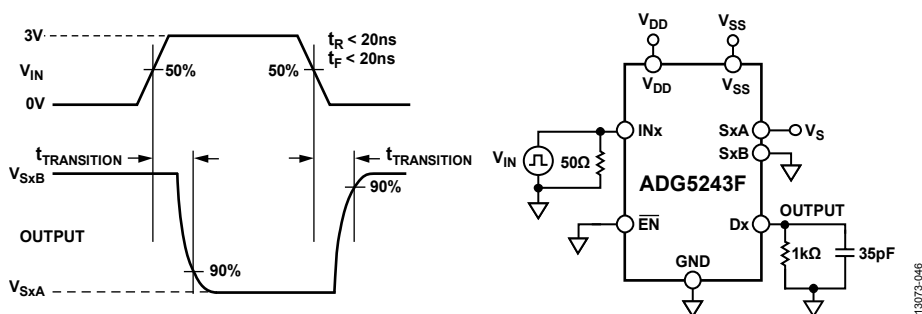 3V
VIN
0V
50%
50%
tR < 20ns
tF < 20ns
tTRANSITION
tTRANSITION
VSxB
90%
OUTPUT
90%
VSxA
VDD
VSS
VDD
VSS
INx
SxA
VS
SxB
VIN
50Ω
ADG5243F
EN
Dx
OUTPUT
GND
1kΩ
35pF
13073-046